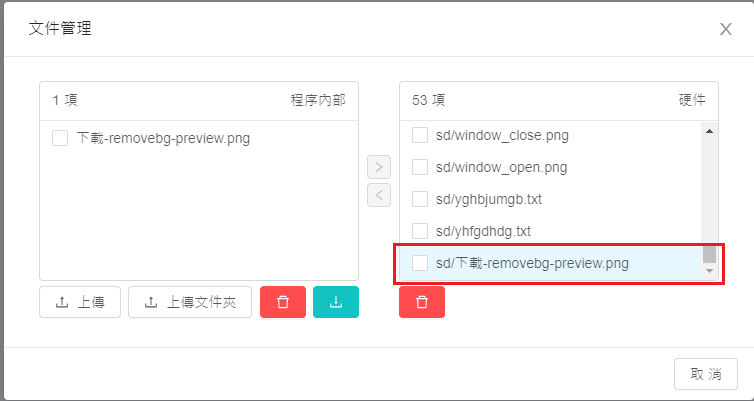 文件管理
1 項 程序內部
下載-removebg-preview.png
53 項 硬件
sd/window_close.png
sd/window_open.png
sd/yghbjumgb.txt
sd/yhfgdhdg.txt
sd/下載-removebg-preview.png
上傳 上傳文件夾
取 消